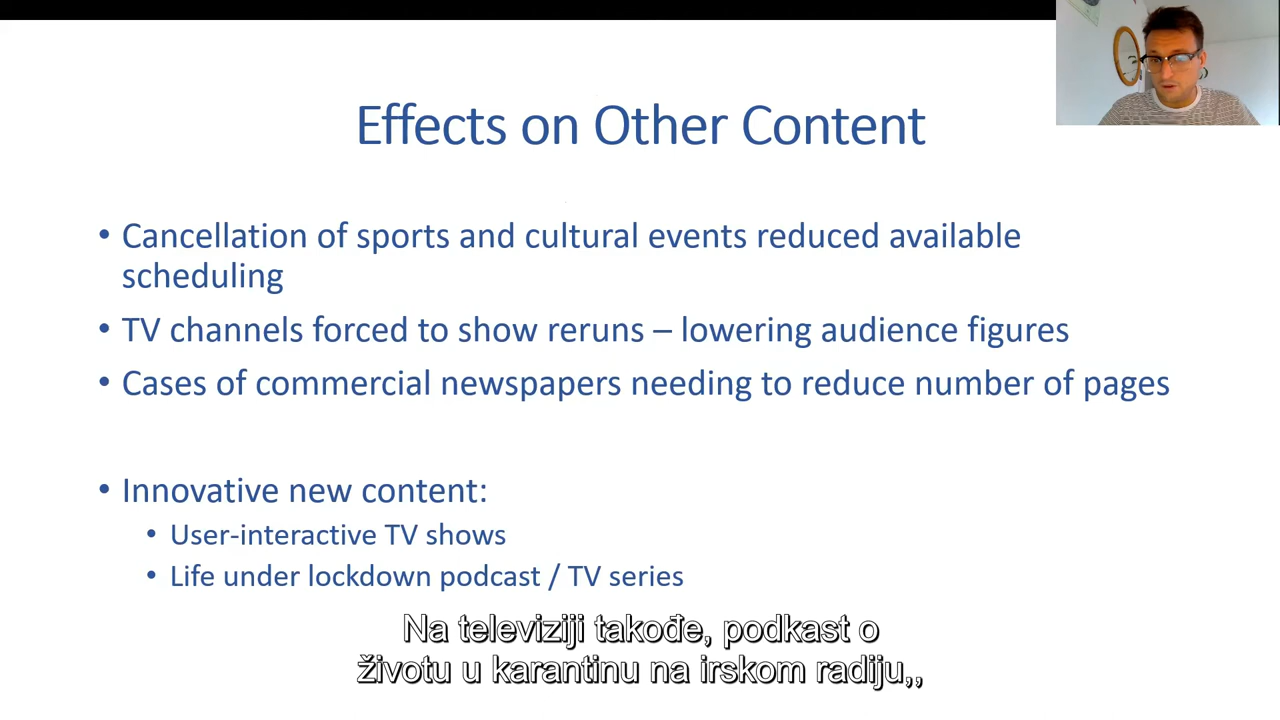 Effects on Other Content
• Cancellation of sports and cultural events reduced available
scheduling
• TV channels forced to show reruns – lowering audience figures
• Cases of commercial newspapers needing to reduce number of pages
• Innovative new content:
• User-interactive TV shows
• Life under lockdown podcast / TV series
Na televiziji takođe, podkast o
životu u karantinu na irskom radiju,,